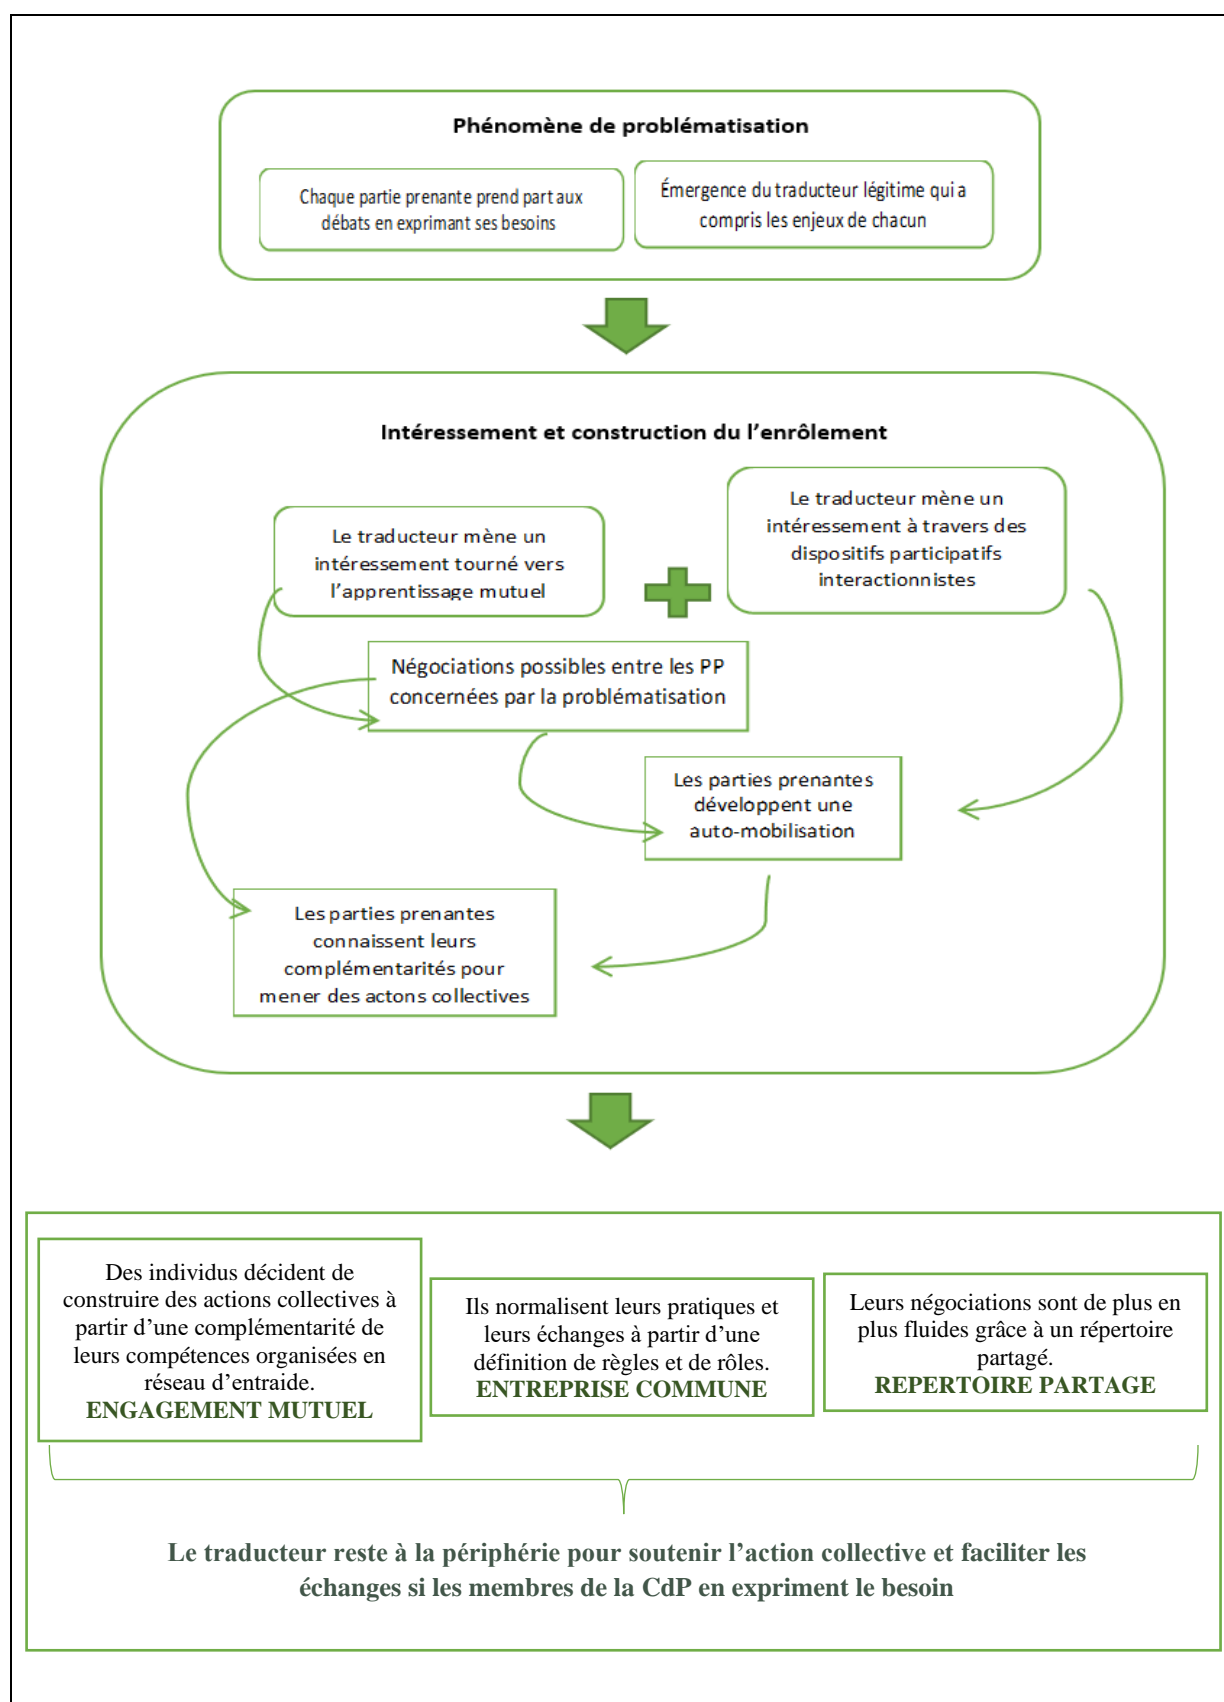 Phénomène de problématisation
Chaque partie prenante prend part aux
débats en exprimant ses besoins
Émergence du traducteur légitime qui a
compris les enjeux de chacun
Intéressement et construction du l'enrôlement
Le traducteur mène un
intéressement tourné vers
l'apprentissage mutuel
Le traducteur mène un
intéressement à travers des
dispositifs participatifs
interactionnistes
Négociations possibles entre les PP
concernées par la problématisation
Les parties prenantes
développent une
auto-mobilisation
Les parties prenantes
connaissent leurs
complémentarités pour
mener des actons collectives
Des individus décident de
construire des actions collectives à
partir d'une complémentarité de
leurs compétences organisées en
réseau d'entraide.
ENGAGEMENT MUTUEL
Ils normalisent leurs pratiques et
leurs échanges à partir d'une
définition de règles et de rôles.
ENTREPRISE COMMUNE
Leurs négociations sont de plus en
plus fluides grâce à un répertoire
partagé.
REPERTOIRE PARTAGE
Le traducteur reste à la périphérie pour soutenir l'action collective et faciliter les
échanges si les membres de la CdP en expriment le besoin